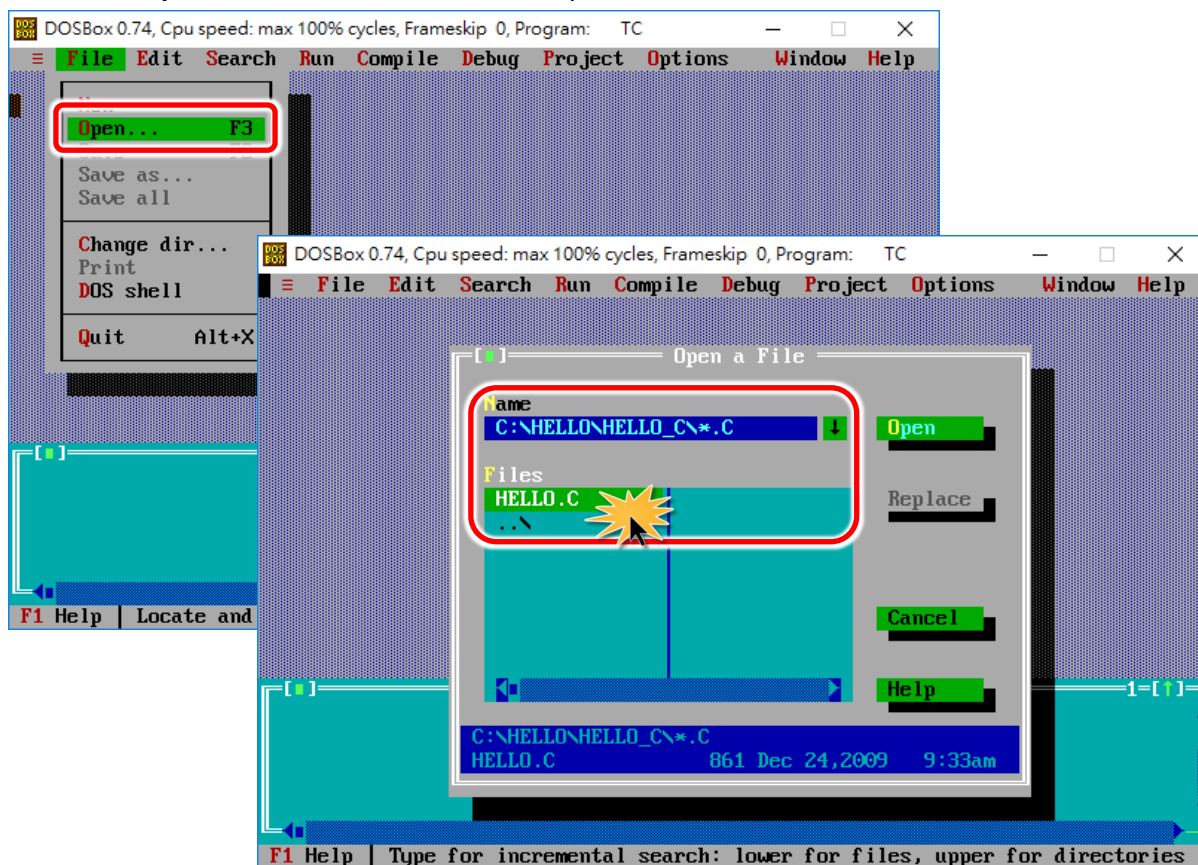 DOSBox 0.74, Cpu speed: max 100% cycles, Frameskip 0, Program: TC
≡ File Edit Search Run Compile Debug Project Options Window Help
Open... F3
Save as...
Save all
Change dir...
Print
DOS shell
Quit Alt+X
F1 Help | Locate and
DOSBox 0.74, Cpu speed: max 100% cycles, Frameskip 0, Program: TC
≡ File Edit Search Run Compile Debug Project Options Window Help
Open a File
Name
C:\HELLO\HELLO_C\*.C
Open
Files
HELLO.C
..\
Replace
Cancel
Help
C:\HELLO\HELLO_C\*.C
HELLO.C 861 Dec 24,2009 9:33am
1=[↑]
F1 Help | Type for incremental search: lower for files, upper for directories